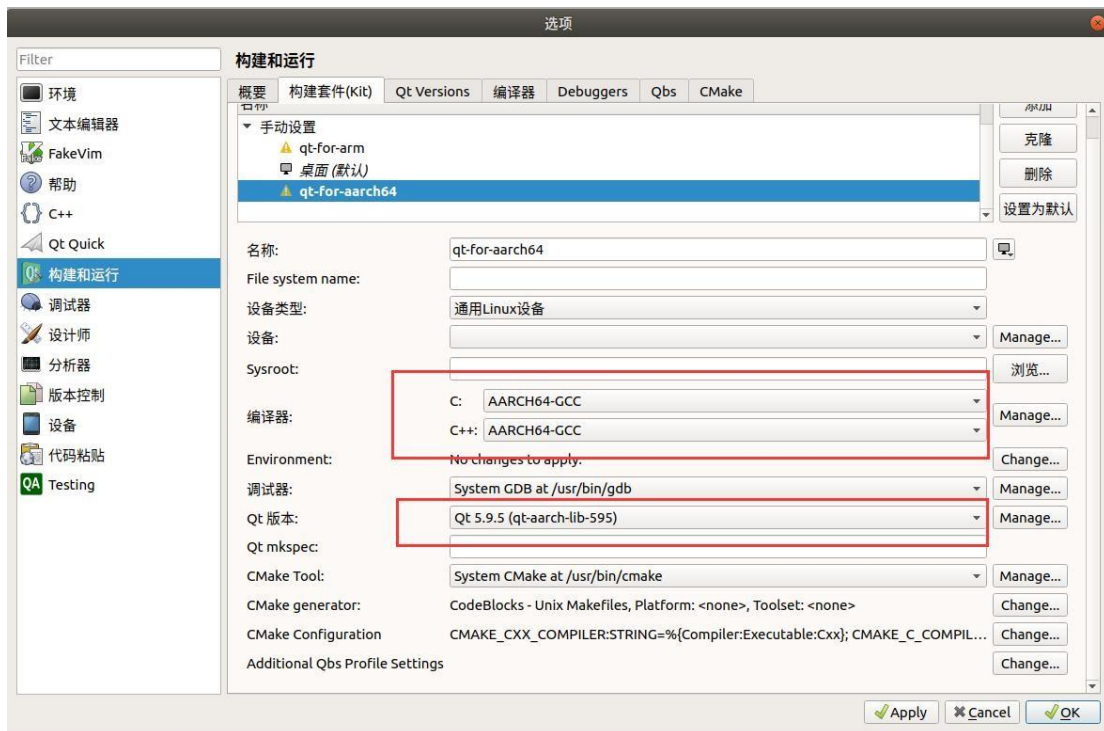 选项
Filter
环境
文本编辑器
FakeVim
帮助
C++
Qt Quick
构建和运行
调试器
设计师
分析器
版本控制
设备
代码粘贴
Testing
构建和运行
概要 构建套件(Kit) Qt Versions 编译器 Debuggers Qbs CMake
名称
添加
手动设置
qt-for-arm
桌面 (默认)
qt-for-aarch64
克隆
删除
设置为默认
名称: qt-for-aarch64
File system name:
设备类型: 通用Linux设备
设备: Manage...
Sysroot: 浏览...
编译器: C: AARCH64-GCC
C++: AARCH64-GCC Manage...
Environment: No changes to apply. Change...
调试器: System GDB at /usr/bin/gdb Manage...
Qt 版本: Qt 5.9.5 (qt-aarch-lib-595) Manage...
Qt mkspec:
CMake Tool: System CMake at /usr/bin/cmake Manage...
CMake generator: CodeBlocks - Unix Makefiles, Platform: <none>, Toolset: <none> Change...
CMake Configuration CMAKE_CXX_COMPILER:STRING=%{Compiler:Executable:Cxx}; CMAKE_C_COMPIL... Change...
Additional Qbs Profile Settings Change...
Apply Cancel OK